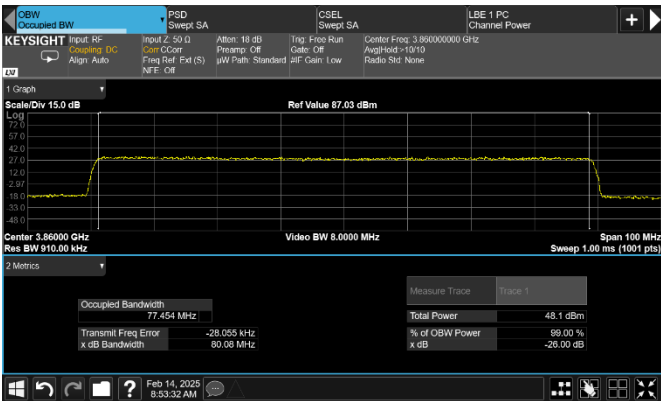 OBW
Occupied BW
PSD
Swept SA
CSEL
Swept SA
LBE 1 PC
Channel Power
KEYSIGHT
Input: RF
Coupling: DC
Align: Auto
LXI
Input Z: 50 Ω
Corr CCorr
Freq Ref: Ext (S)
NFE: Off
Atten: 18 dB
Preamp: Off
µW Path: Standard
Trig: Free Run
Gate: Off
#IF Gain: Low
Center Freq: 3.860000000 GHz
Avg|Hold:>10/10
Radio Std: None
1 Graph
Scale/Div 15.0 dB
Ref Value 87.03 dBm
Log
72.0
57.0
42.0
27.0
12.0
-2.97
-18.0
-33.0
-48.0
Center 3.86000 GHz
Video BW 8.0000 MHz
Span 100 MHz
Res BW 910.00 kHz
Sweep 1.00 ms (1001 pts)
2 Metrics
Measure Trace
Trace 1
Occupied Bandwidth
77.454 MHz
Total Power
48.1 dBm
Transmit Freq Error
-28.055 kHz
% of OBW Power
99.00 %
x dB Bandwidth
80.08 MHz
x dB
-26.00 dB
Feb 14, 2025
8:53:32 AM